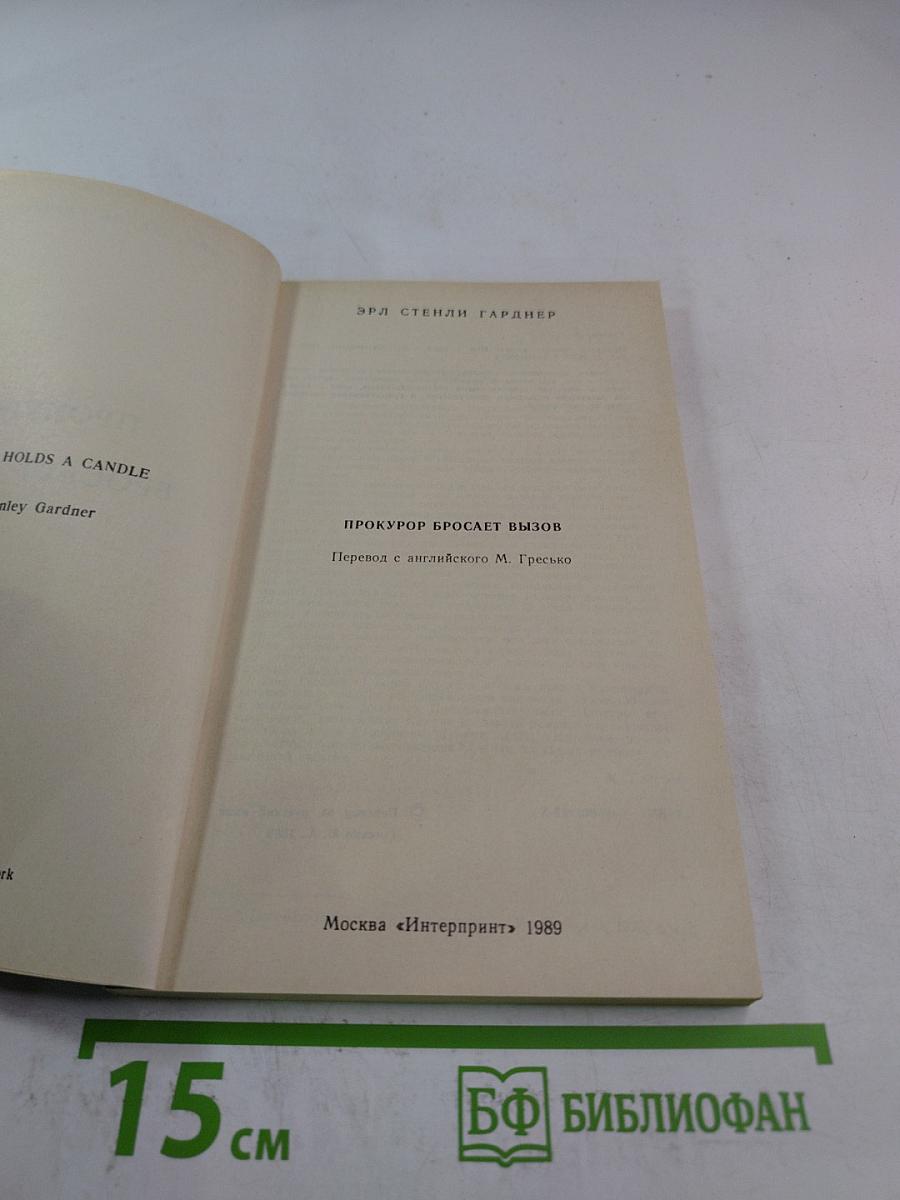 HOLDS A CANDLE
nley Gardner
rk
ЭРЛ СТЕНЛИ ГАРДНЕР
ПРОКУРОР БРОСАЕТ ВЫЗОВ
Перевод с английского М. Гресько
Москва «Интерпринт» 1989
15 см
БФ БИБЛИОФАН